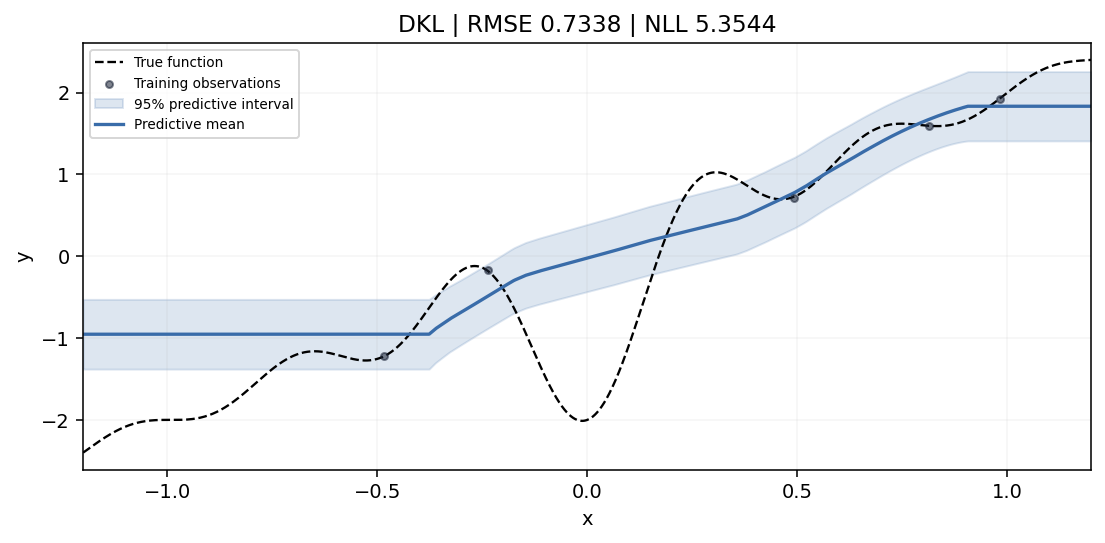 DKL | RMSE 0.7338 | NLL 5.3544
True function
Training observations
95% predictive interval
Predictive mean
y
2
1
0
−1
−2
−1.0
−0.5
0.0
0.5
1.0
x